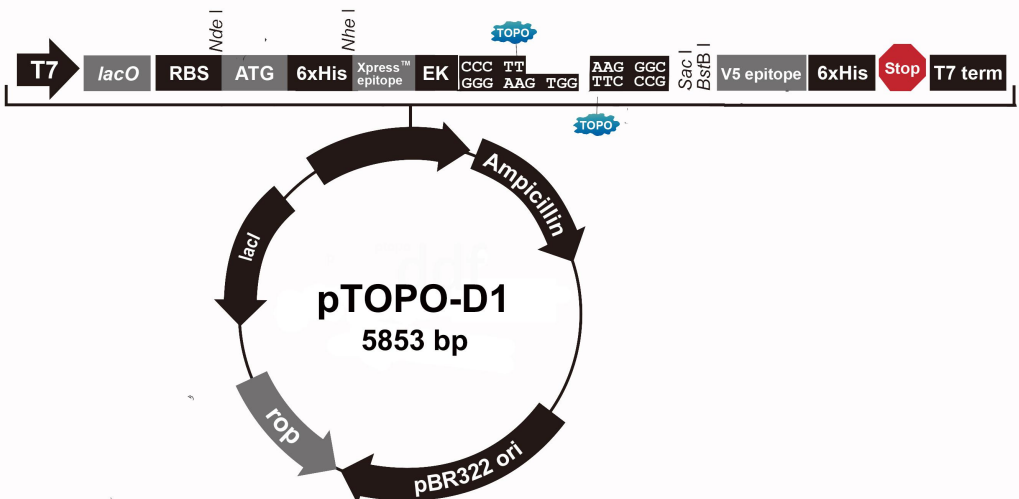 TOPO
Nde I
Nhe I
T7 lacO RBS ATG 6xHis Xpress™ epitope EK CCC TT AAG GGC Sac I BstB I V5 epitope 6xHis Stop T7 term
GGG AAG TGG TTC CCG
TOPO
Ampicillin
lacI
pTOPO-D1
5853 bp
rop
pBR322 ori